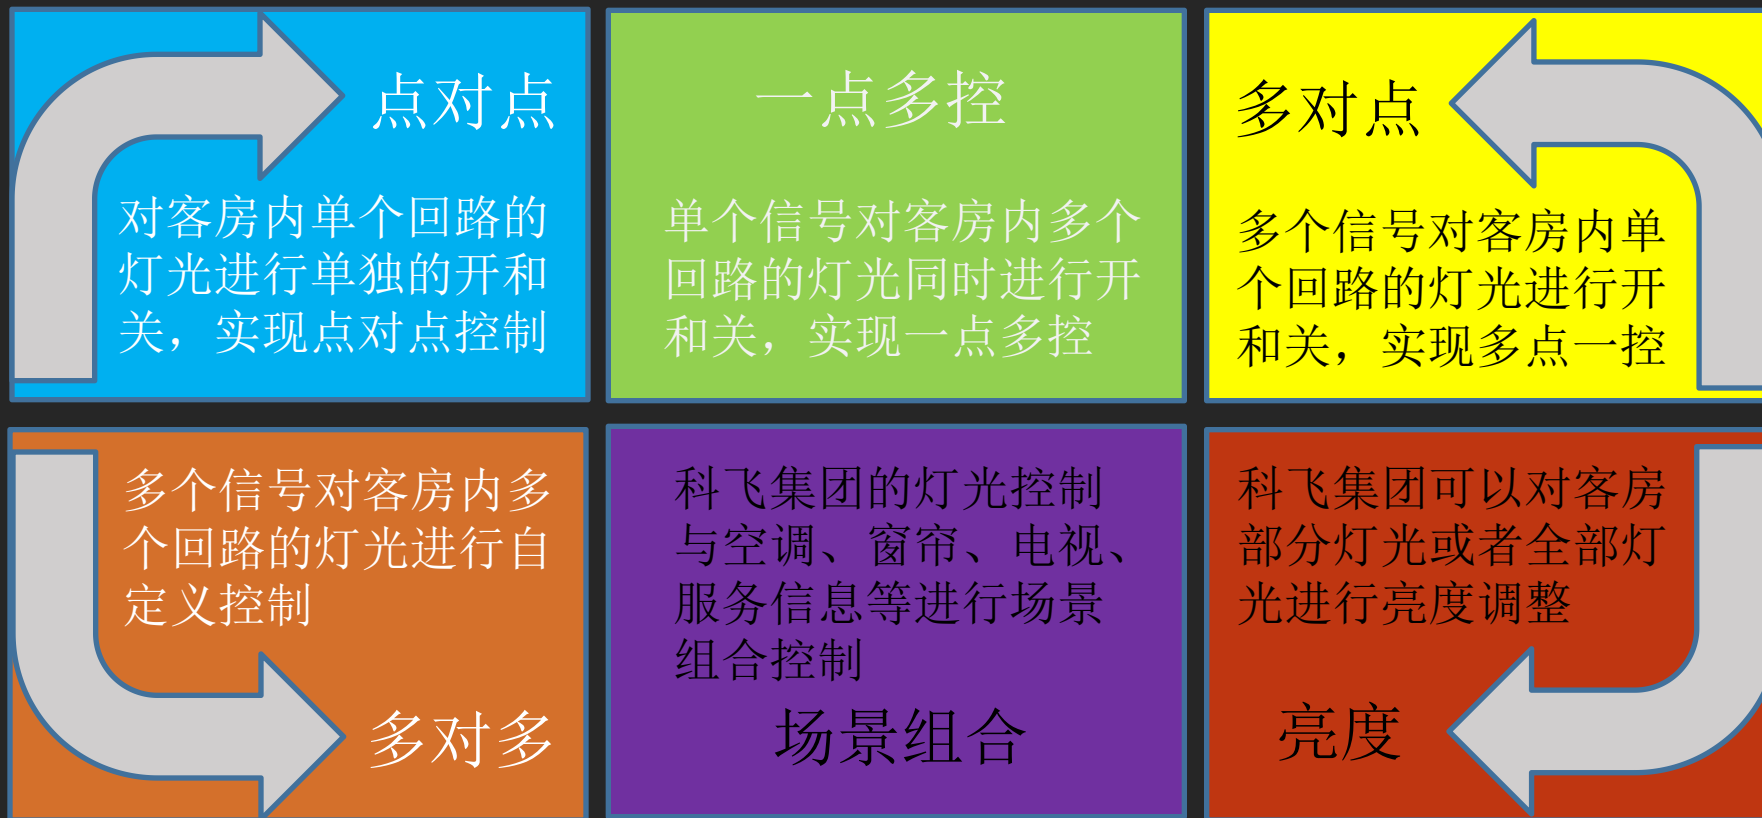 点对点
对客房内单个回路的
灯光进行单独的开和
关，实现点对点控制
一点多控
单个信号对客房内多个
回路的灯光同时进行开
和关，实现一点多控
多对点
多个信号对客房内单
个回路的灯光进行开
和关，实现多点一控
多个信号对客房内多
个回路的灯光进行自
定义控制
多对多
科飞集团的灯光控制
与空调、窗帘、电视、
服务信息等进行场景
组合控制
场景组合
科飞集团可以对客房
部分灯光或者全部灯
光进行亮度调整
亮度